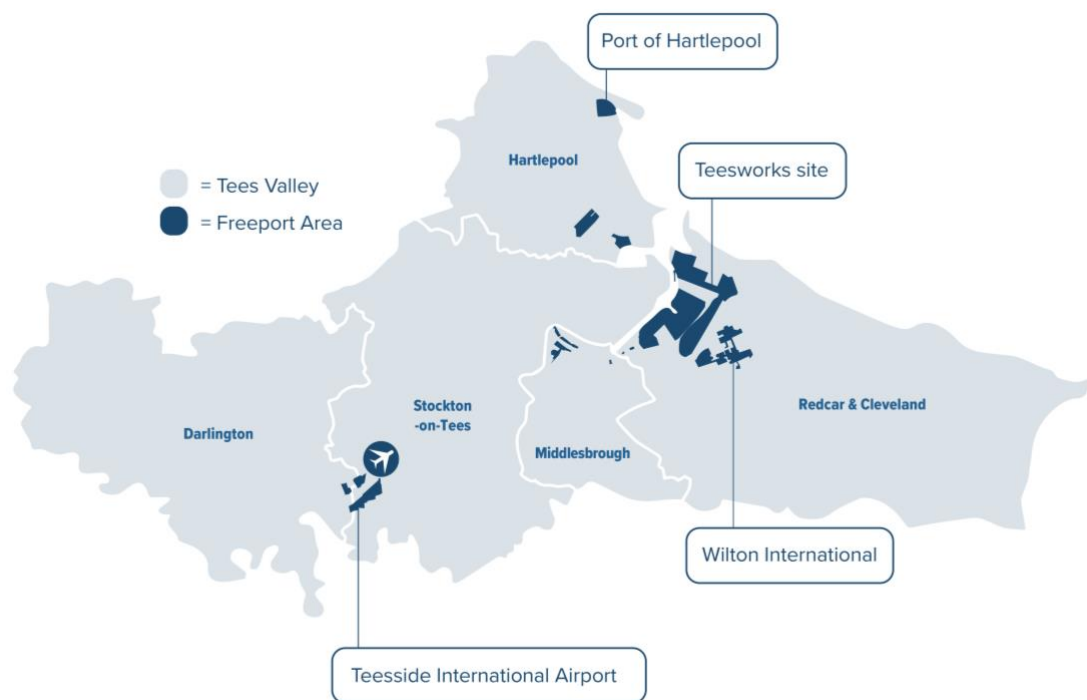 Port of Hartlepool
Hartlepool
Teesworks site
= Tees Valley
= Freeport Area
Darlington
Stockton
-on-Tees
Middlesbrough
Redcar & Cleveland
Wilton International
Teesside International Airport